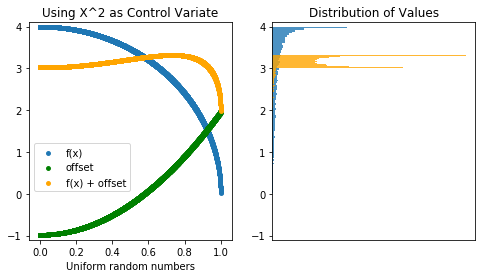 Using X^2 as Control Variate
4
3
2
1
0
−1
f(x)
offset
f(x) + offset
0.0 0.2 0.4 0.6 0.8 1.0
Uniform random numbers
Distribution of Values
4
3
2
1
0
−1